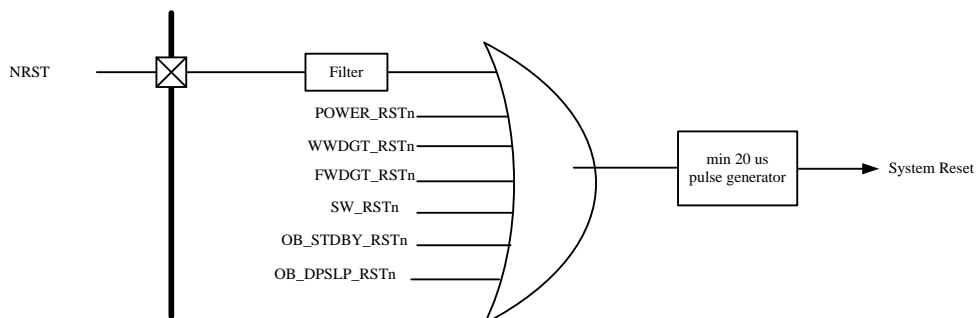 NRST
Filter
POWER_RSTn
WWDGT_RSTn
FWDGT_RSTn
SW_RSTn
OB_STDBY_RSTn
OB_DPSLP_RSTn
min 20 us
pulse generator
System Reset